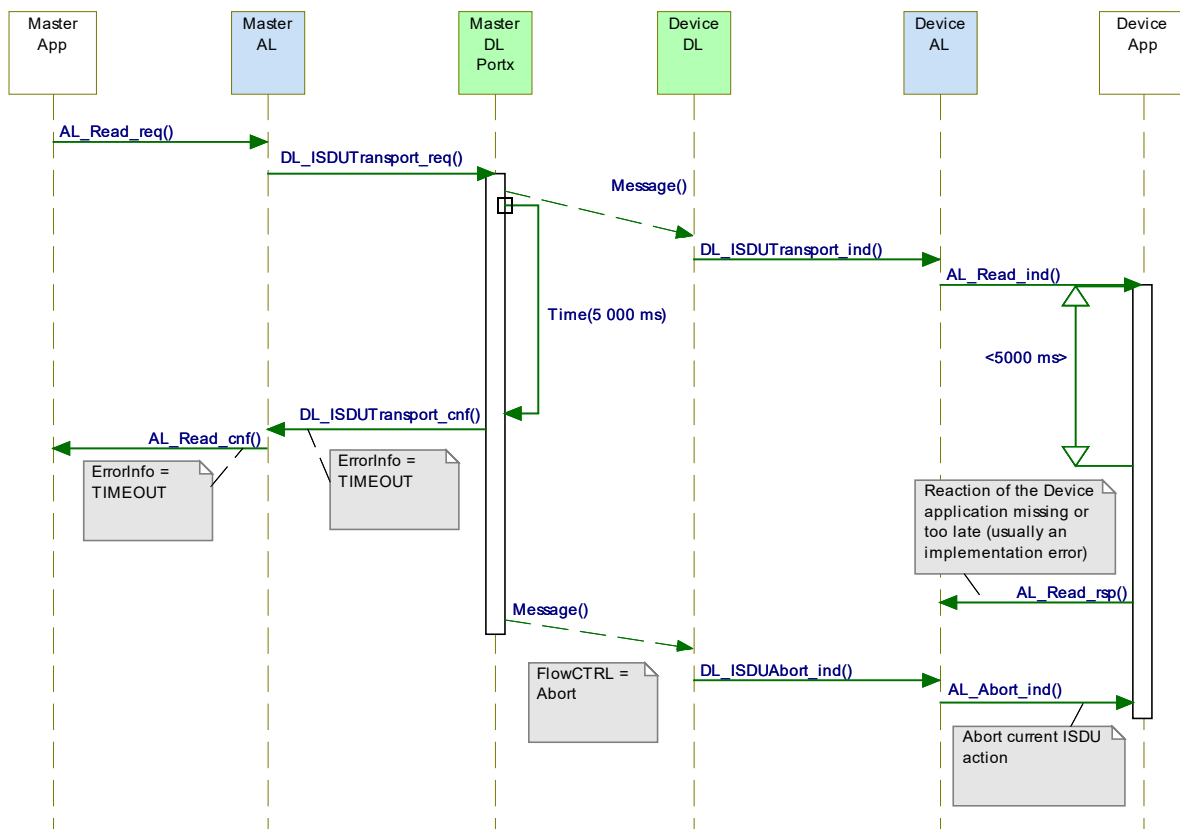 Master
App
Master
AL
Master
DL
Portx
Device
DL
Device
AL
Device
App
AL_Read_req()
DL_ISDUTransport_req()
Message()
DL_ISDUTransport_ind()
AL_Read_ind()
Time(5 000 ms)
<5000 ms>
DL_ISDUTransport_cnf()
AL_Read_cnf()
ErrorInfo =
TIMEOUT
ErrorInfo =
TIMEOUT
Reaction of the Device
application missing or
too late (usually an
implementation error)
AL_Read_rsp()
Message()
FlowCTRL =
Abort
DL_ISDUAbort_ind()
AL_Abort_ind()
Abort current ISDU
action